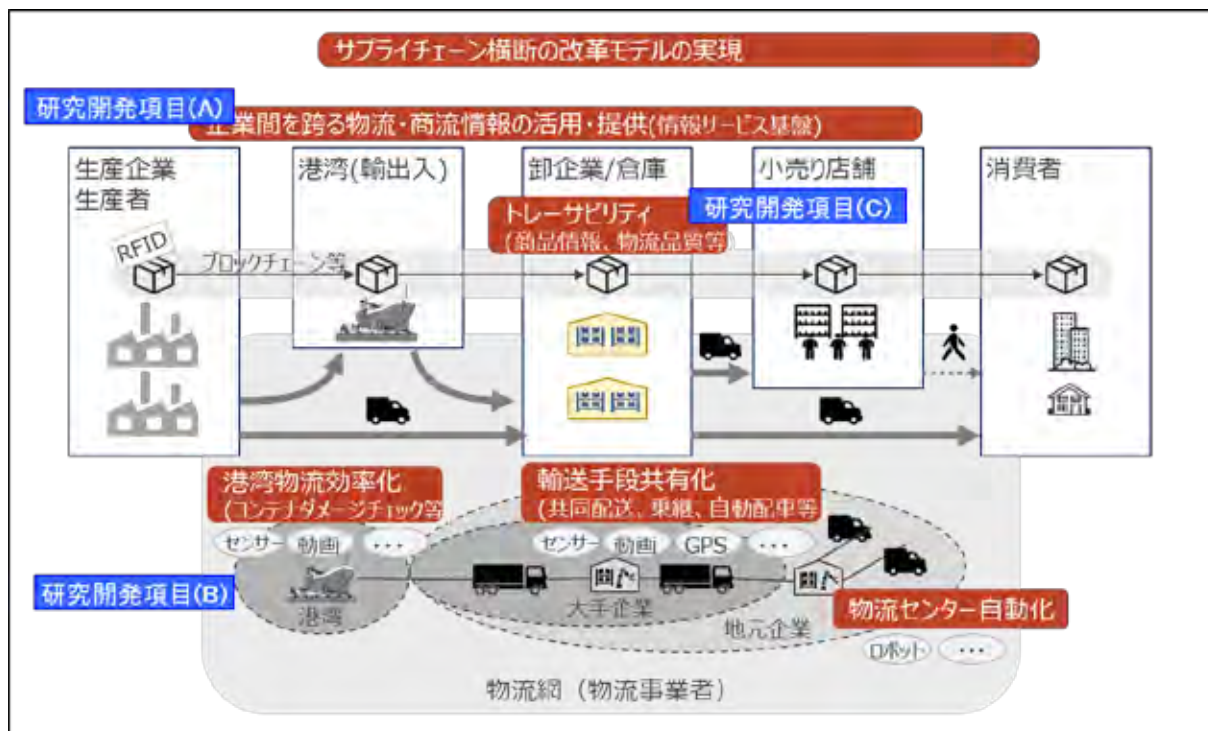 サプライチェーン横断の改革モデルの実現
研究開発項目(A)
企業間を跨る物流・商流情報の活用・提供(情報サービス基盤)
生産企業
生産者
港湾(輸出入)
卸企業/倉庫
小売り店舗
消費者
トレーサビリティ
(商品情報、物流品質等)
研究開発項目(C)
RFID
ブロックチェーン等
港湾物流効率化
(コンテナダメージチェック等
輸送手段共有化
(共同配送、乗継、自動配車等
センサー
動画
・・・
センサー
動画
GPS
・・・
研究開発項目(B)
港湾
大手企業
地元企業
物流センター自動化
ロボット
・・・
物流網（物流事業者）